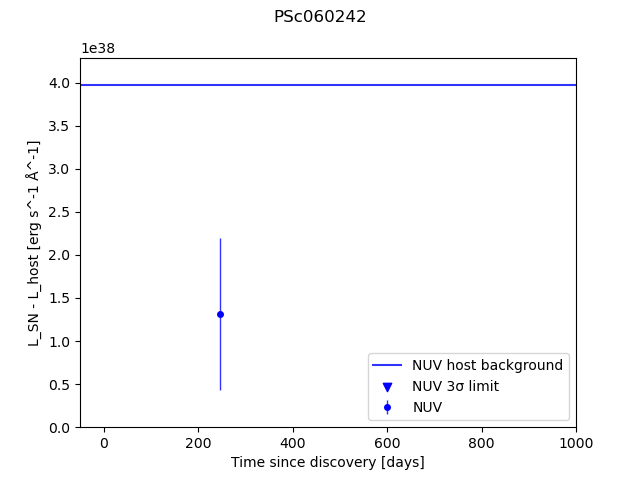 PSc060242
1e38
4.0
3.5
3.0
2.5
2.0
1.5
1.0
0.5
0.0
L_SN - L_host [erg s^-1 Å^-1]
NUV host background
NUV 3σ limit
NUV
0 200 400 600 800 1000
Time since discovery [days]